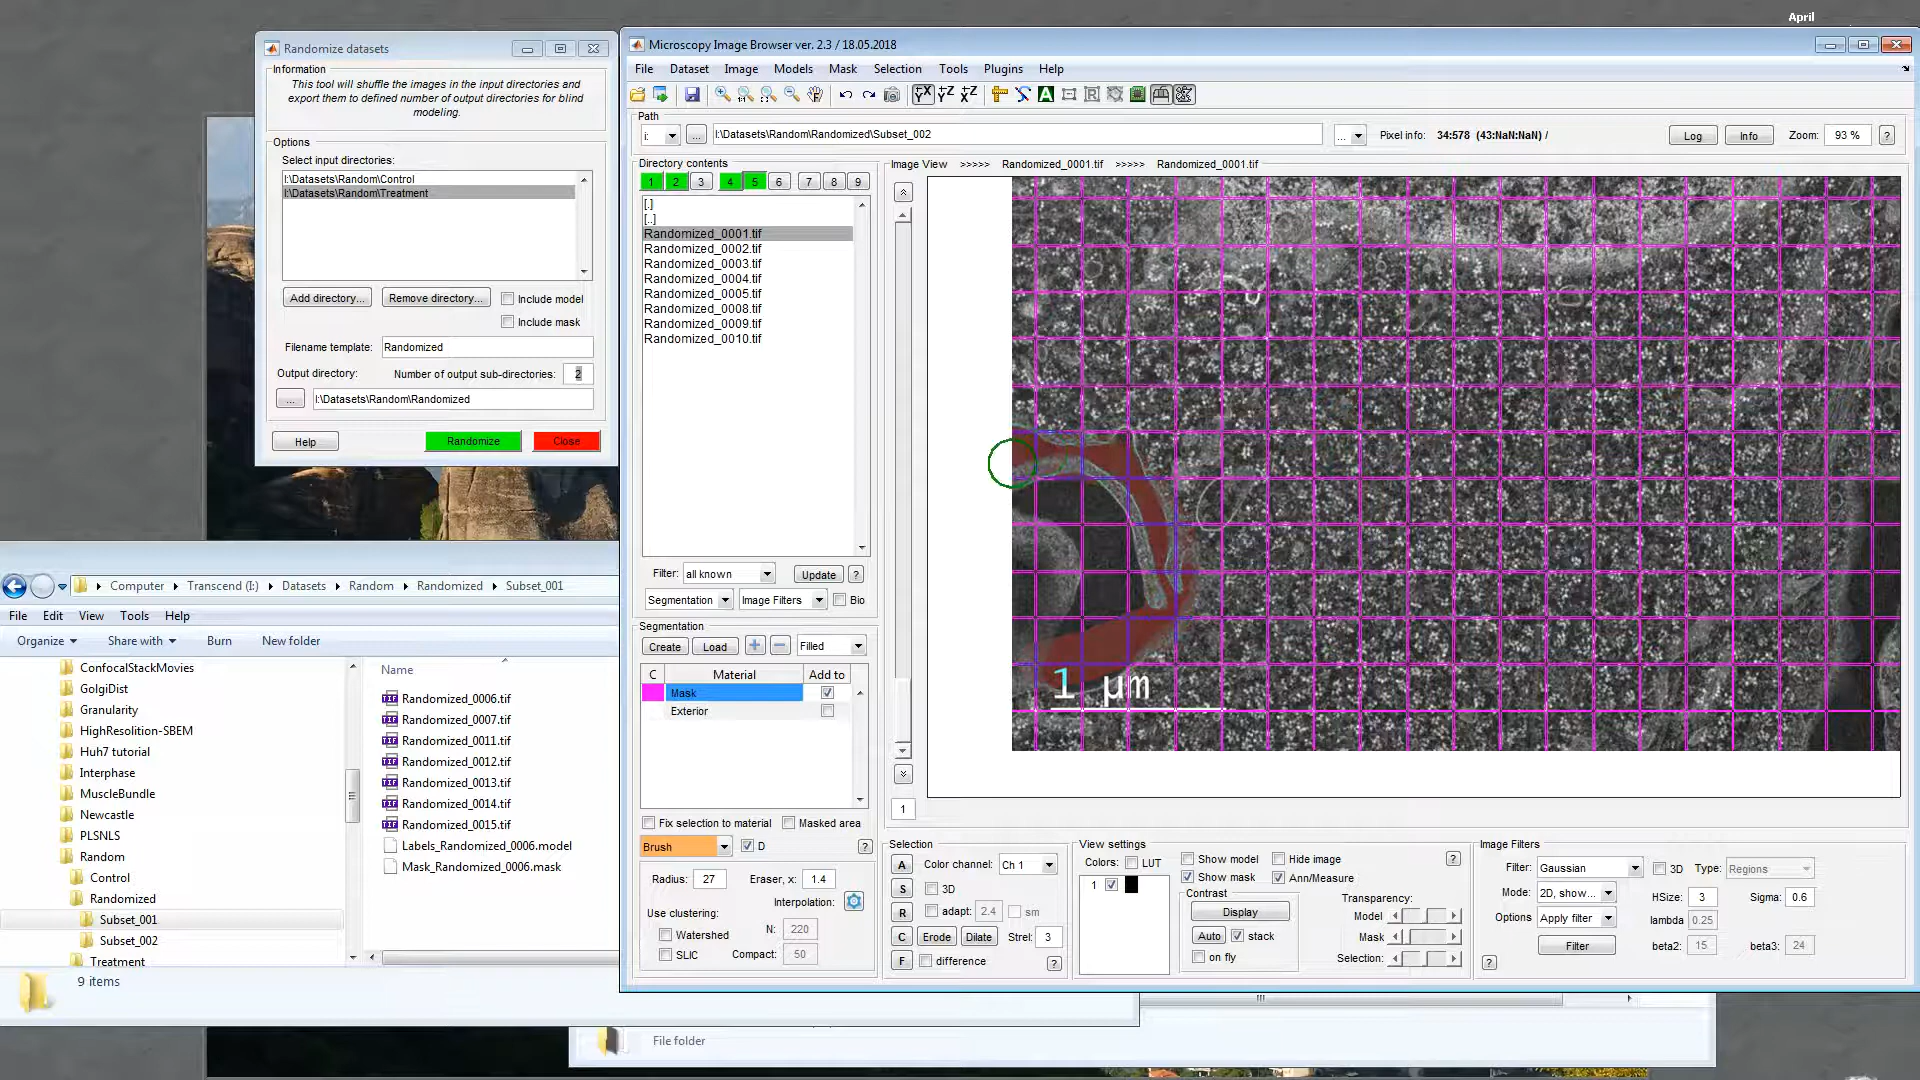 April
Randomize datasets
Information
This tool will shuffle the images in the input directories and
export them to defined number of output directories for blind
modeling.
Options
Select input directories:
I:\Datasets\Random\Control
I:\Datasets\Random\Treatment
Add directory...
Remove directory...
Include model
Include mask
Filename template:
Randomized
Output directory:
Number of output sub-directories:
2
...
I:\Datasets\Random\Randomized
Help
Randomize
Close
Computer
Transcend (I:)
Datasets
Random
Randomized
Subset_001
File
Edit
View
Tools
Help
Organize
Share with
Burn
New folder
ConfocalStackMovies
GolgiDist
Granularity
HighResolition-SBEM
Huh7 tutorial
Interphase
MuscleBundle
Newcastle
PLSNLS
Random
Control
Randomized
Subset_001
Subset_002
Treatment
Name
Randomized_0006.tif
Randomized_0007.tif
Randomized_0011.tif
Randomized_0012.tif
Randomized_0013.tif
Randomized_0014.tif
Randomized_0015.tif
Labels_Randomized_0006.model
Mask_Randomized_0006.mask
9 items
File folder
Microscopy Image Browser ver. 2.3 / 18.05.2018
File
Dataset
Image
Models
Mask
Selection
Tools
Plugins
Help
Path
i:
...
I:\Datasets\Random\Randomized\Subset_002
...
Pixel info:
34:578 (43:NaN:NaN) /
Log
Info
Zoom:
93 %
?
Directory contents
1
2
3
4
5
6
7
8
9
[.]
[..]
Randomized_0001.tif
Randomized_0002.tif
Randomized_0003.tif
Randomized_0004.tif
Randomized_0005.tif
Randomized_0008.tif
Randomized_0009.tif
Randomized_0010.tif
Filter:
all known
Update
?
Segmentation
Image Filters
Bio
Segmentation
Create
Load
Filled
C
Material
Add to
Mask
Exterior
Fix selection to material
Masked area
Brush
D
?
Radius:
27
Eraser, x:
1.4
Interpolation:
Use clustering:
Watershed
N:
220
SLIC
Compact:
50
Image View >>>>> Randomized_0001.tif >>>>> Randomized_0001.tif
1 µm
1
Selection
A
Color channel:
Ch 1
S
3D
R
adapt:
2.4
sm
C
Erode
Dilate
Strel:
3
F
difference
?
View settings
Colors:
LUT
1
Show model
Hide image
?
Show mask
Ann/Measure
Contrast
Display
Auto
stack
on fly
Transparency:
Model
Mask
Selection:
Image Filters
Filter:
Gaussian
3D
Type:
Regions
Mode:
2D, show...
HSize:
3
Sigma:
0.6
Options
Apply filter
lambda
0.25
Filter
beta2:
15
beta3:
24
?